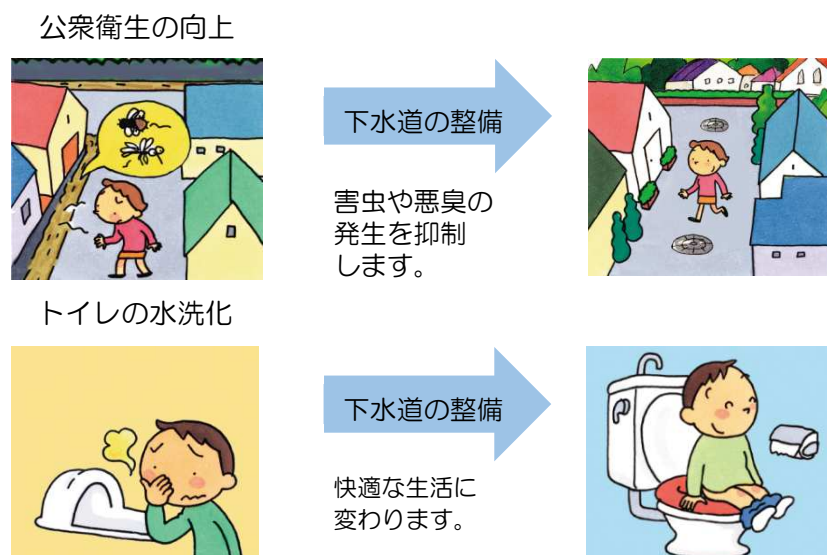 公衆衛生の向上
下水道の整備
害虫や悪臭の
発生を抑制
します。
トイレの水洗化
下水道の整備
快適な生活に
変わります。